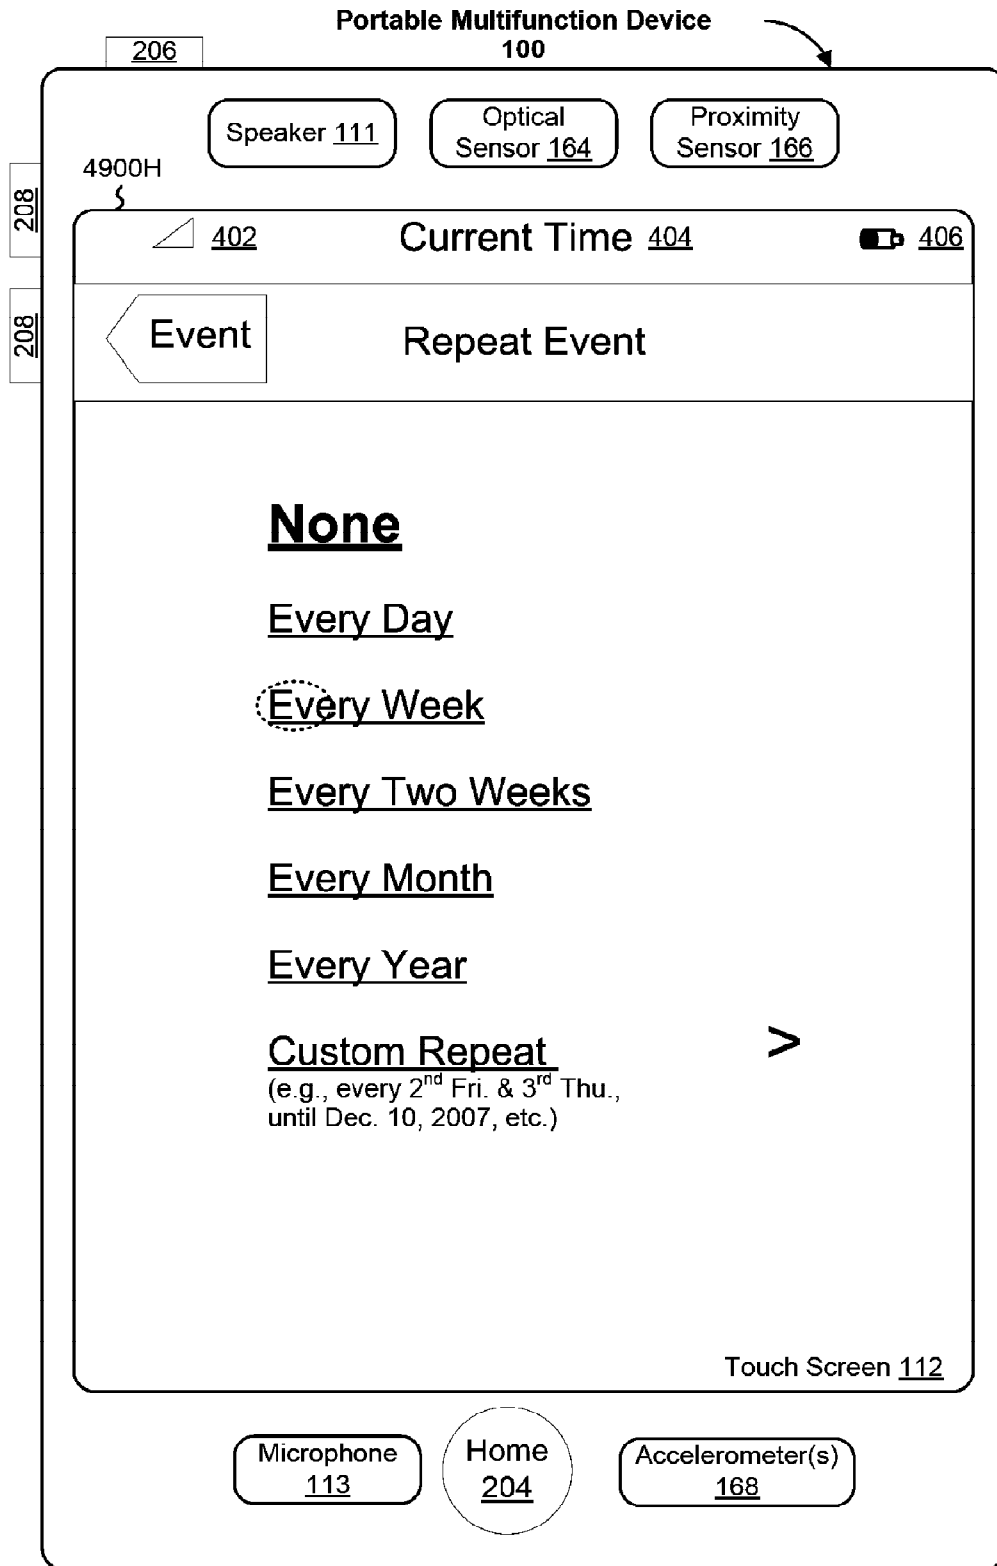 Portable Multifunction Device
100
206
Speaker 111
Optical
Sensor 164
Proximity
Sensor 166
4900H
208
402
Current Time 404
406
208
Event
Repeat Event
None
Every Day
Every Week
Every Two Weeks
Every Month
Every Year
Custom Repeat
>
(e.g., every 2nd Fri. & 3rd Thu.,
until Dec. 10, 2007, etc.)
Touch Screen 112
Microphone
113
Home
204
Accelerometer(s)
168